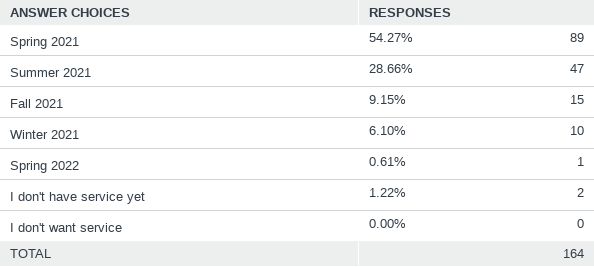 ANSWER CHOICES RESPONSES
Spring 2021 54.27% 89
Summer 2021 28.66% 47
Fall 2021 9.15% 15
Winter 2021 6.10% 10
Spring 2022 0.61% 1
I don't have service yet 1.22% 2
I don't want service 0.00% 0
TOTAL 164